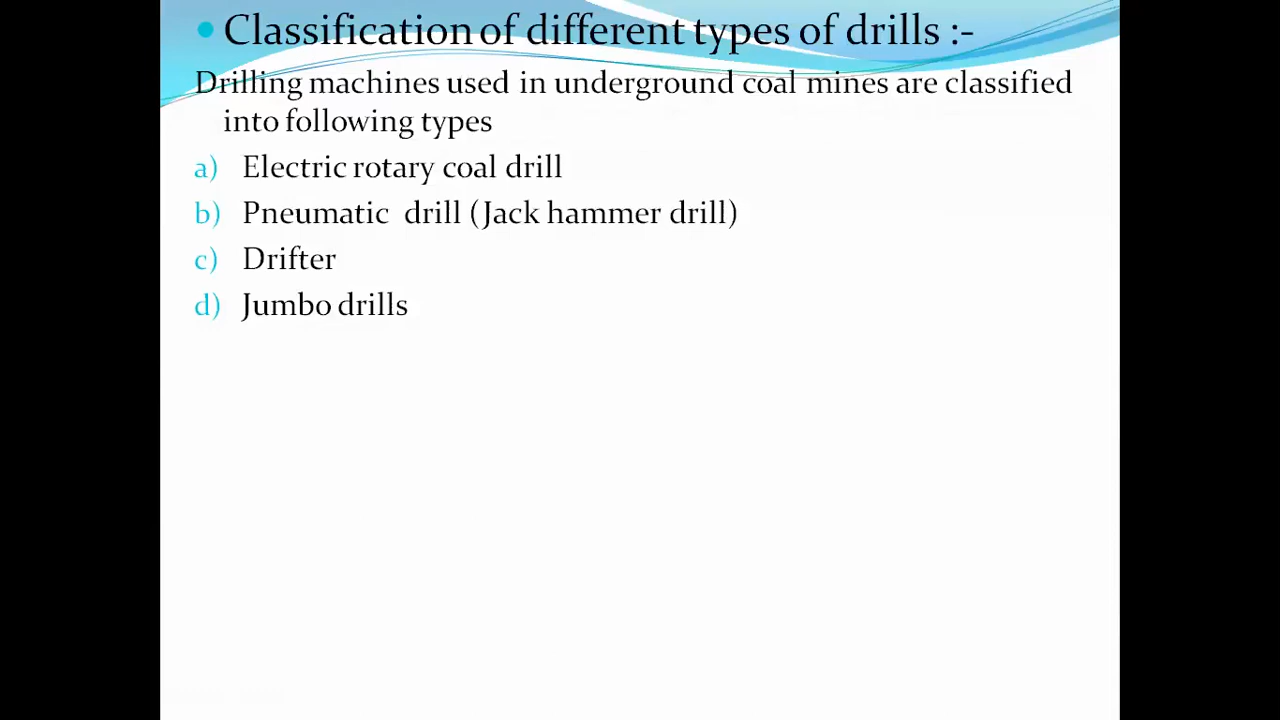 • Classification of different types of drills :-
Drilling machines used in underground coal mines are classified
into following types
a) Electric rotary coal drill
b) Pneumatic drill (Jack hammer drill)
c) Drifter
d) Jumbo drills